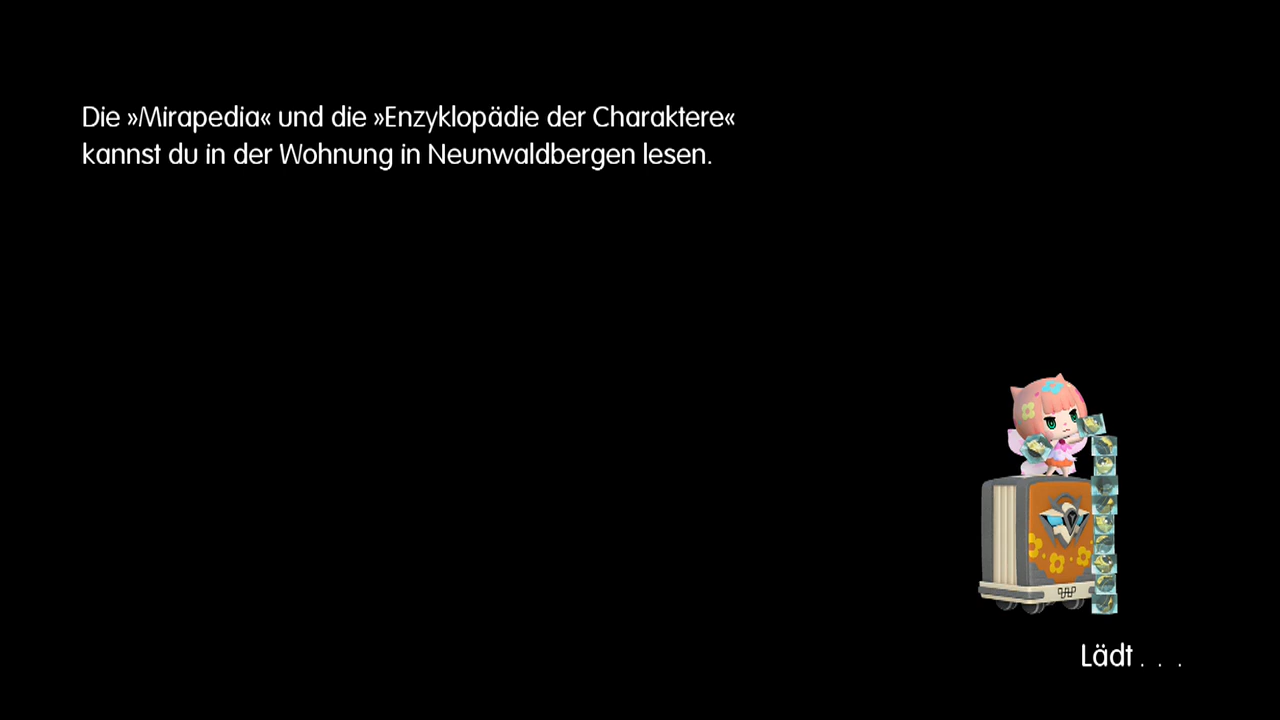 Die »Mirapedia« und die »Enzyklopädie der Charaktere«
kannst du in der Wohnung in Neunwaldbergen lesen.
Lädt . . .